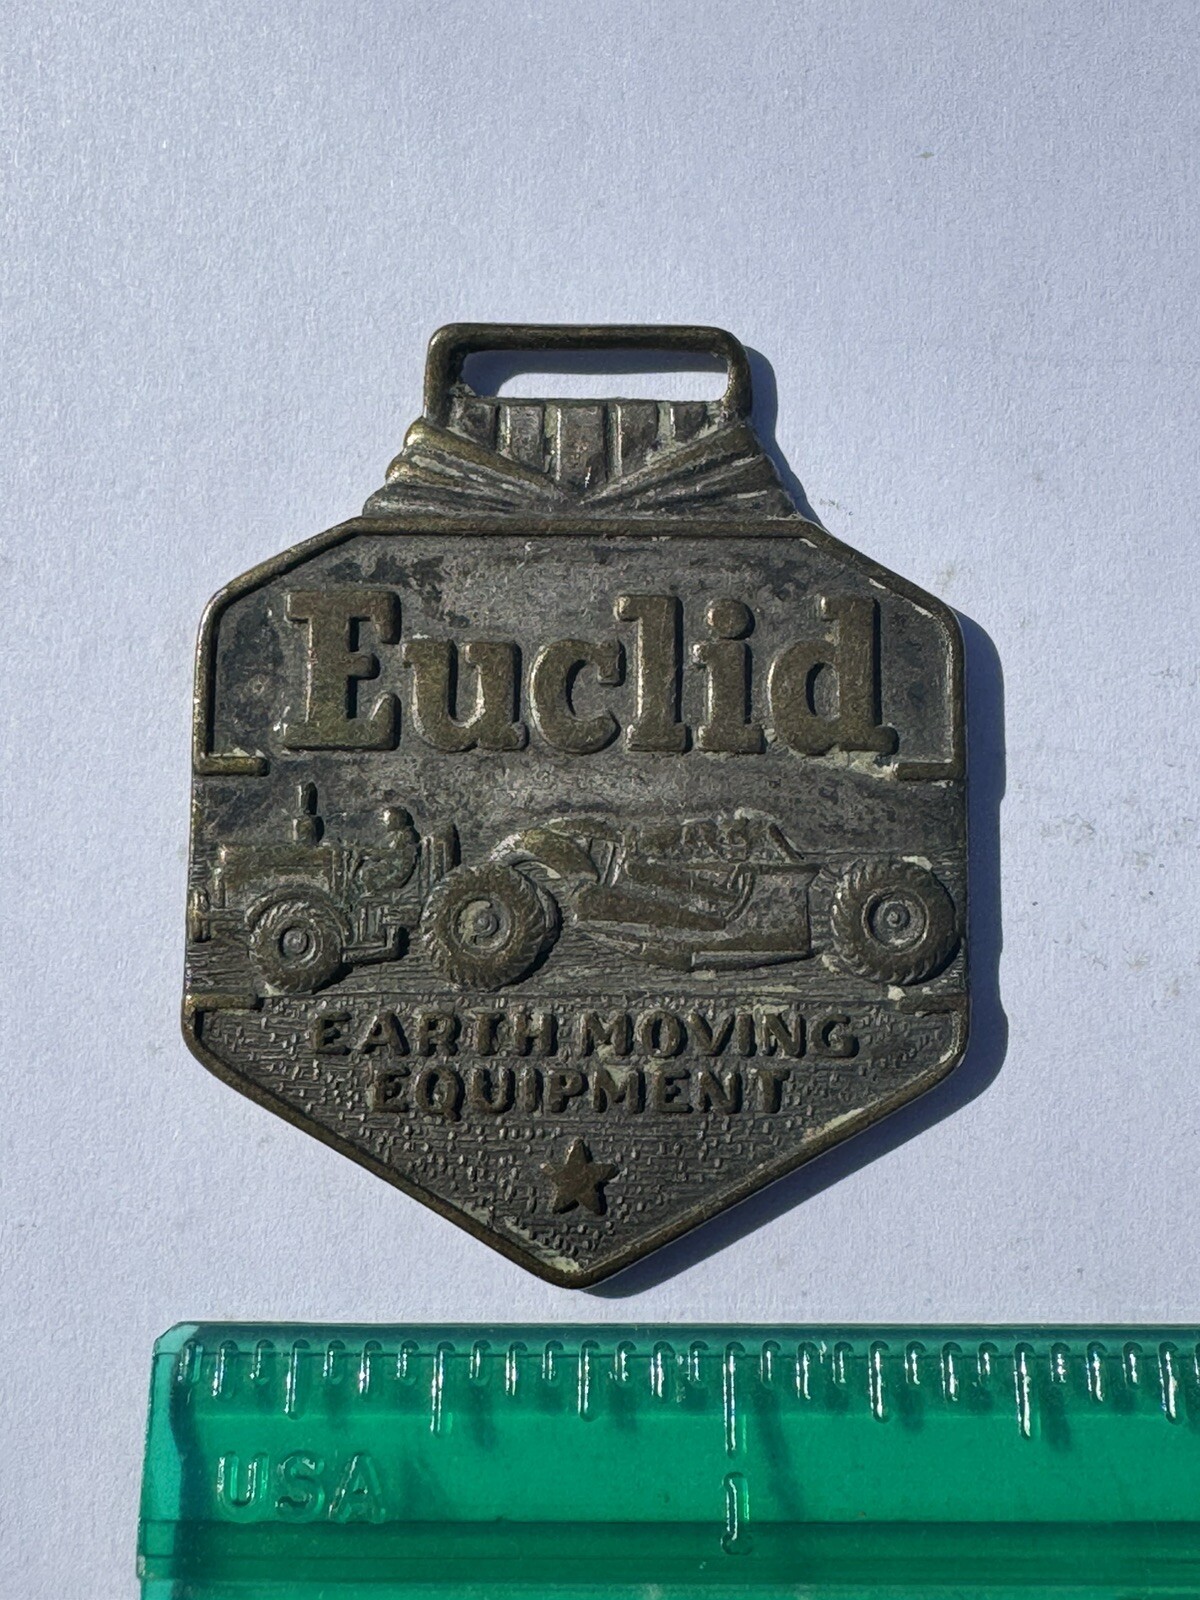 Euclid
EARTH MOVING
EQUIPMENT
USA
1